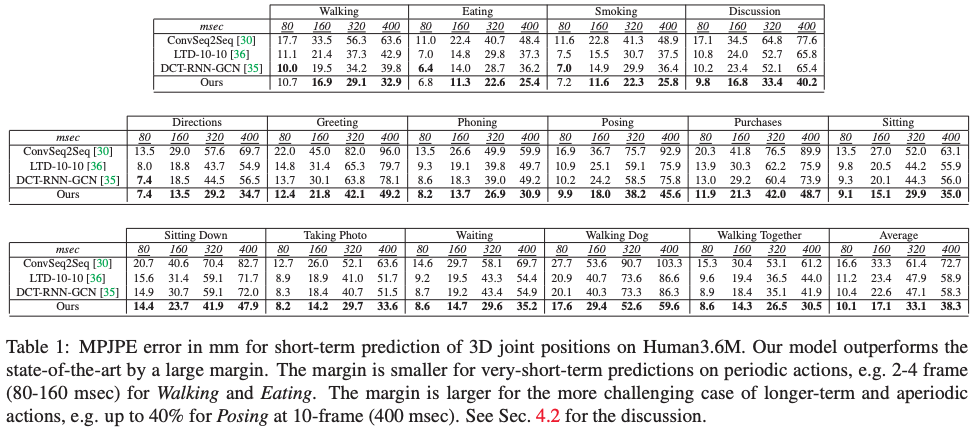 Walking Eating Smoking Discussion
msec 80 160 320 400 80 160 320 400 80 160 320 400 80 160 320 400
ConvSeq2Seq [30] 17.7 33.5 56.3 63.6 11.0 22.4 40.7 48.4 11.6 22.8 41.3 48.9 17.1 34.5 64.8 77.6
LTD-10-10 [36] 11.1 21.4 37.3 42.9 7.0 14.8 29.8 37.3 7.5 15.5 30.7 37.5 10.8 24.0 52.7 65.8
DCT-RNN-GCN [35] 10.0 19.5 34.2 39.8 6.4 14.0 28.7 36.2 7.0 14.9 29.9 36.4 10.2 23.4 52.1 65.4
Ours 10.7 16.9 29.1 32.9 6.8 11.3 22.6 25.4 7.2 11.6 22.3 25.8 9.8 16.8 33.4 40.2
Directions Greeting Phoning Posing Purchases Sitting
msec 80 160 320 400 80 160 320 400 80 160 320 400 80 160 320 400 80 160 320 400 80 160 320 400
ConvSeq2Seq [30] 13.5 29.0 57.6 69.7 22.0 45.0 82.0 96.0 13.5 26.6 49.9 59.9 16.9 36.7 75.7 92.9 20.3 41.8 76.5 89.9 13.5 27.0 52.0 63.1
LTD-10-10 [36] 8.0 18.8 43.7 54.9 14.8 31.4 65.3 79.7 9.3 19.1 39.8 49.7 10.9 25.1 59.1 75.9 13.9 30.3 62.2 75.9 9.8 20.5 44.2 55.9
DCT-RNN-GCN [35] 7.4 18.5 44.5 56.5 13.7 30.1 63.8 78.1 8.6 18.3 39.0 49.2 10.2 24.2 58.5 75.8 13.0 29.2 60.4 73.9 9.3 20.1 44.3 56.0
Ours 7.4 13.5 29.2 34.7 12.4 21.8 42.1 49.2 8.2 13.7 26.9 30.9 9.9 18.0 38.2 45.6 11.9 21.3 42.0 48.7 9.1 15.1 29.9 35.0
Sitting Down Taking Photo Waiting Walking Dog Walking Together Average
msec 80 160 320 400 80 160 320 400 80 160 320 400 80 160 320 400 80 160 320 400 80 160 320 400
ConvSeq2Seq [30] 20.7 40.6 70.4 82.7 12.7 26.0 52.1 63.6 14.6 29.7 58.1 69.7 27.7 53.6 90.7 103.3 15.3 30.4 53.1 61.2 16.6 33.3 61.4 72.7
LTD-10-10 [36] 15.6 31.4 59.1 71.7 8.9 18.9 41.0 51.7 9.2 19.5 43.3 54.4 20.9 40.7 73.6 86.6 9.6 19.4 36.5 44.0 11.2 23.4 47.9 58.9
DCT-RNN-GCN [35] 14.9 30.7 59.1 72.0 8.3 18.4 40.7 51.5 8.7 19.2 43.4 54.9 20.1 40.3 73.3 86.3 8.9 18.4 35.1 41.9 10.4 22.6 47.1 58.3
Ours 14.4 23.7 41.9 47.9 8.2 14.2 29.7 33.6 8.6 14.7 29.6 35.2 17.6 29.4 52.6 59.6 8.6 14.3 26.5 30.5 10.1 17.1 33.1 38.3
Table 1: MPJPE error in mm for short-term prediction of 3D joint positions on Human3.6M. Our model outperforms the
state-of-the-art by a large margin. The margin is smaller for very-short-term predictions on periodic actions, e.g. 2-4 frame
(80-160 msec) for Walking and Eating. The margin is larger for the more challenging case of longer-term and aperiodic
actions, e.g. up to 40% for Posing at 10-frame (400 msec). See Sec. 4.2 for the discussion.